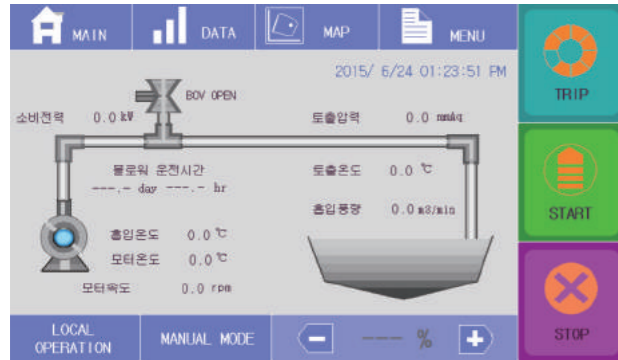 MAIN
DATA
MAP
MENU
2015/ 6/24 01:23:51 PM
TRIP
BOV OPEN
소비전력 0.0 kW
토출압력 0.0 mmAq
블로워 운전시간
---.- day ---.- hr
토출온도 0.0 ℃
START
흡입풍량 0.0 m3/min
흡입온도 0.0 ℃
모터온도 0.0 ℃
모터속도 0.0 rpm
LOCAL
OPERATION
MANUAL MODE
- --- % +
STOP